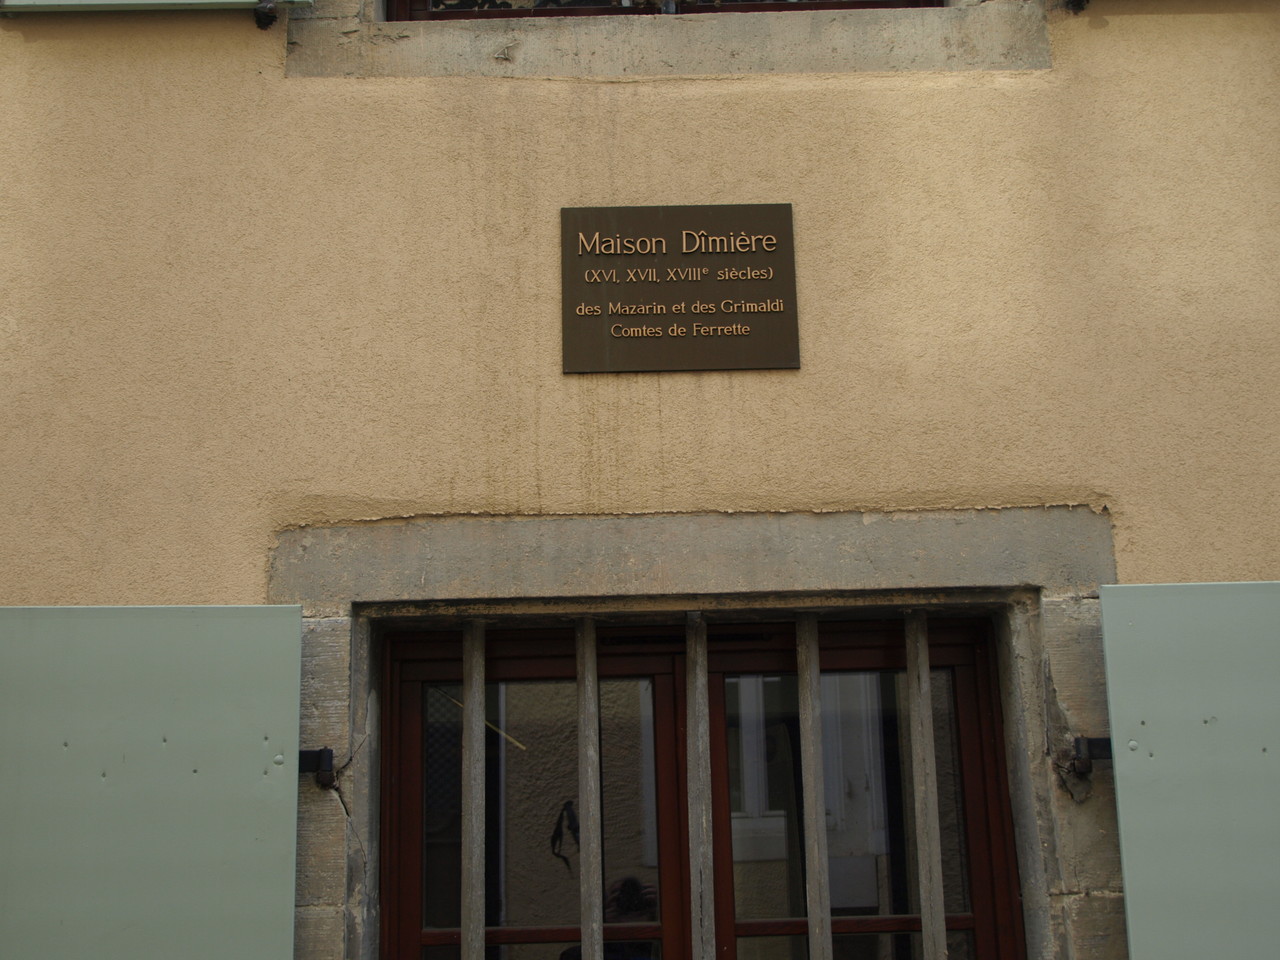 Maison Dîmière
(XVI, XVII, XVIIIe siècles)
des Mazarin et des Grimaldi
Comtes de Ferrette